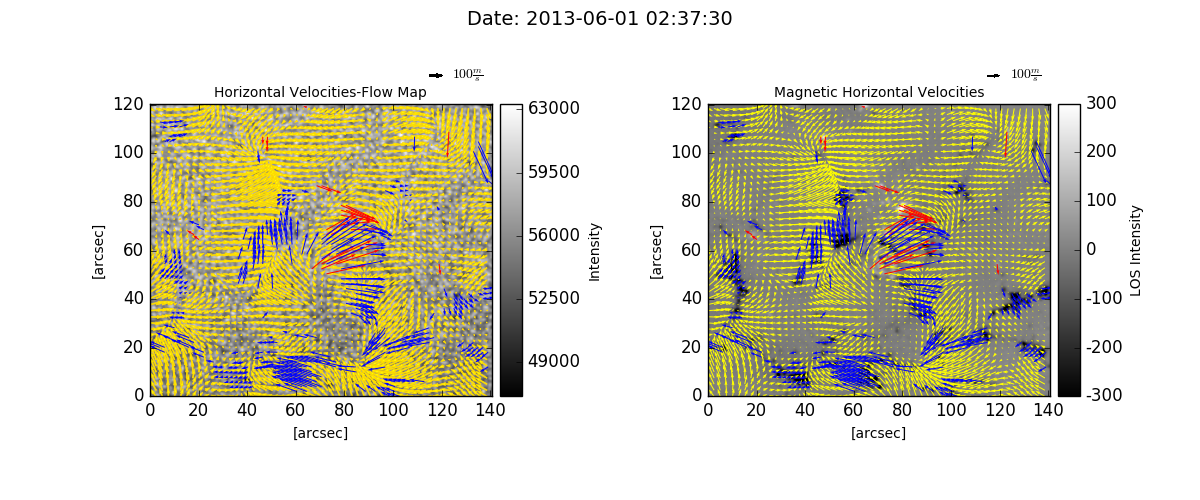 Date: 2013-06-01 02:37:30
100 m/s
Horizontal Velocities-Flow Map
120
100
80
60
40
20
0
0 20 40 60 80 100 120 140
[arcsec]
[arcsec]
63000
59500
56000
52500
49000
Intensity
100 m/s
Magnetic Horizontal Velocities
120
100
80
60
40
20
0
0 20 40 60 80 100 120 140
[arcsec]
[arcsec]
300
200
100
0
-100
-200
-300
LOS Intensity